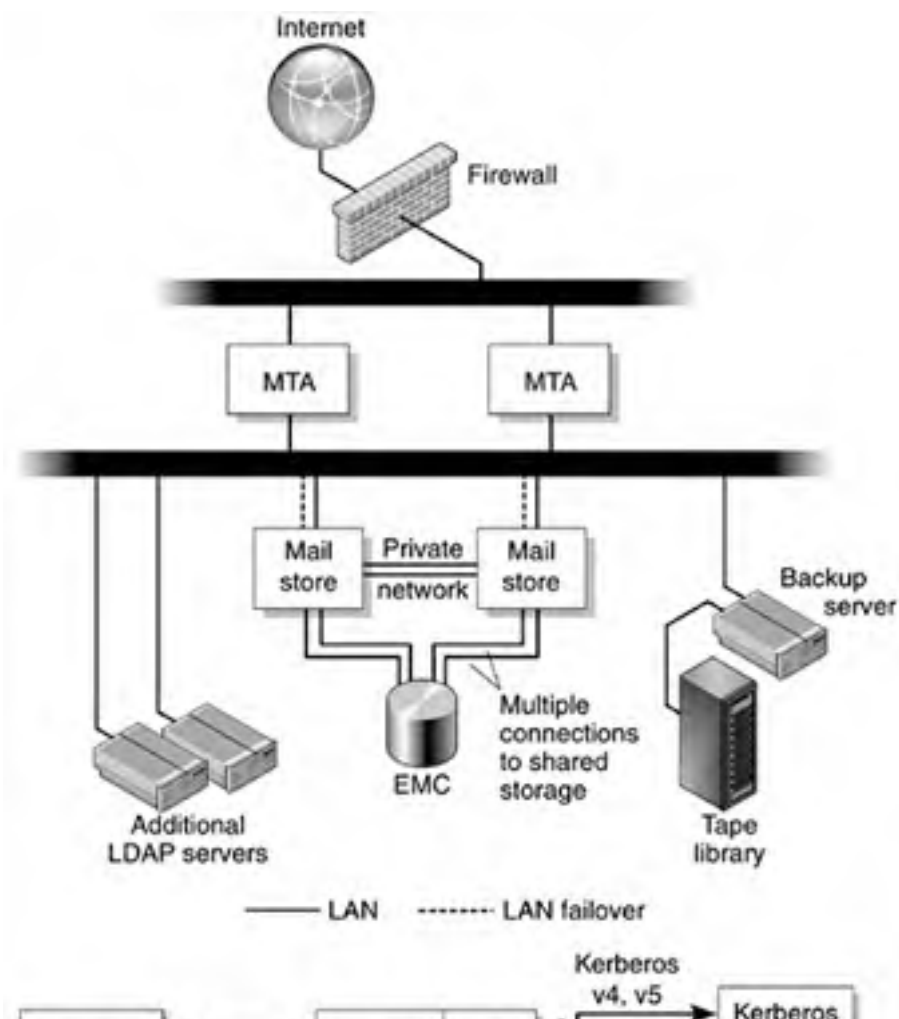 Internet
Firewall
MTA
MTA
Mail
store
Private
network
Mail
store
Backup
server
Multiple
connections
to shared
storage
EMC
Additional
LDAP servers
Tape
library
LAN
LAN failover
Kerberos
v4, v5
Kerberos